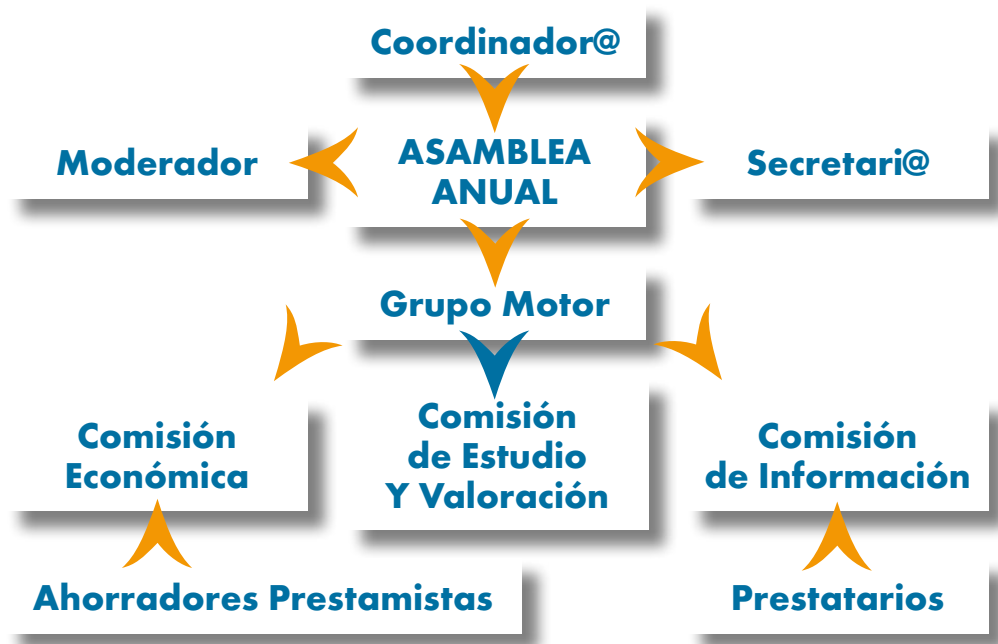 Coordinador@
Moderador
ASAMBLEA
ANUAL
Secretari@
Grupo Motor
Comisión
Económica
Comisión
de Estudio
Y Valoración
Comisión
de Información
Ahorradores Prestamistas
Prestatarios